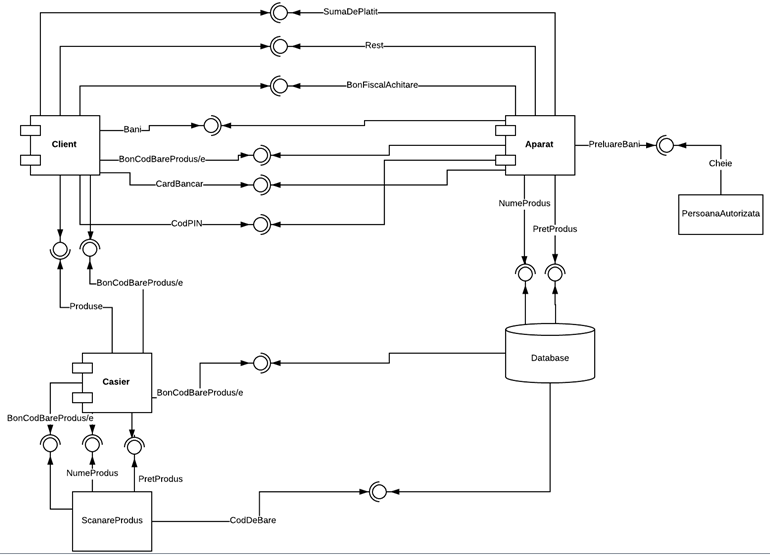 SumaDePlatit
Rest
BonFiscalAchitare
Client
Bani
Aparat
PreluareBani
BonCodBareProdus/e
Cheie
CardBancar
NumeProdus
PersoanaAutorizata
CodPIN
PretProdus
BonCodBareProdus/e
Produse
Database
Casier
BonCodBareProdus/e
BonCodBareProdus/e
NumeProdus
PretProdus
ScanareProdus
CodDeBare